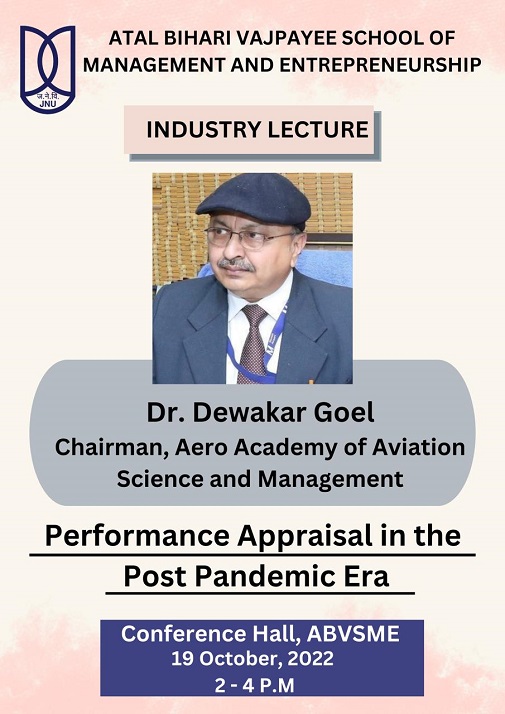 ATAL BIHARI VAJPAYEE SCHOOL OF
MANAGEMENT AND ENTREPRENEURSHIP
ज.ने.वि.
JNU
INDUSTRY LECTURE
Dr. Dewakar Goel
Chairman, Aero Academy of Aviation
Science and Management
Performance Appraisal in the
Post Pandemic Era
Conference Hall, ABVSME
19 October, 2022
2 - 4 P.M